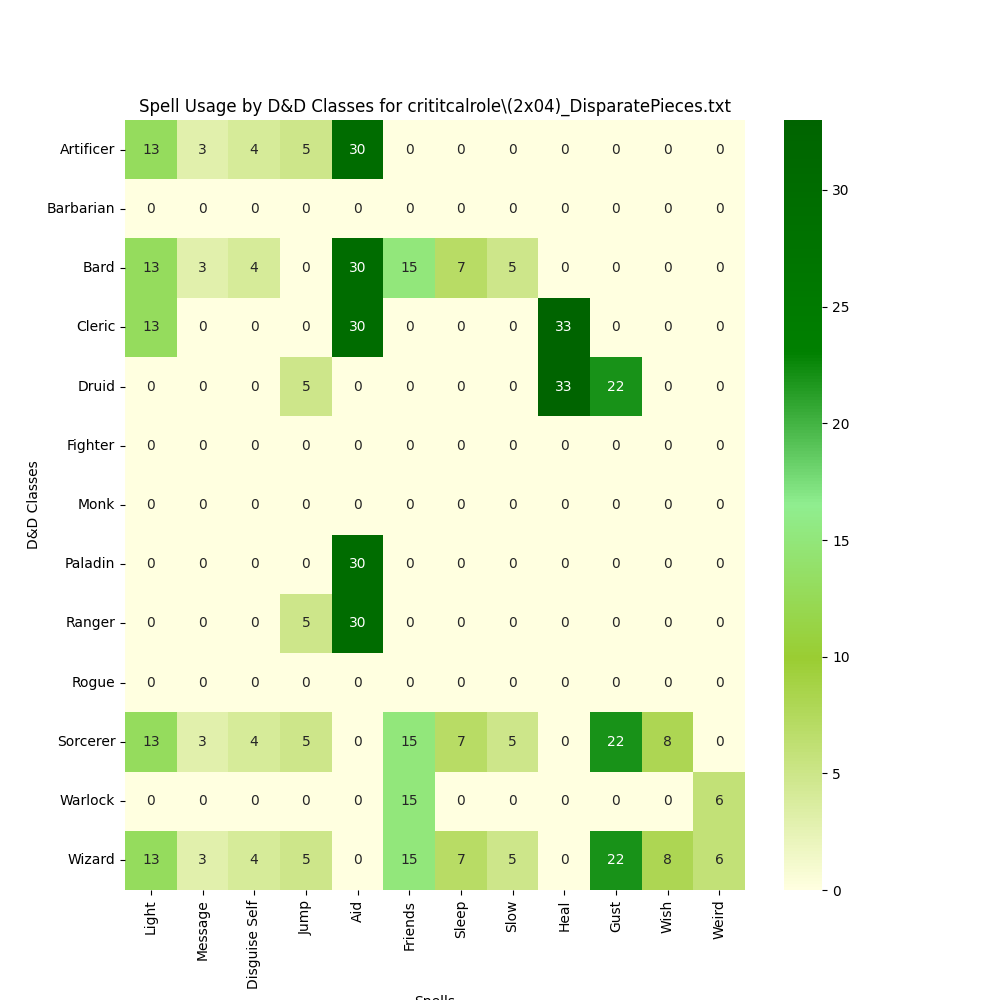 Spell Usage by D&D Classes for crititcalrole\(2x04)_DisparatePieces.txt
D&D Classes
Artificer 13 3 4 5 30 0 0 0 0 0 0 0
Barbarian 0 0 0 0 0 0 0 0 0 0 0 0
Bard 13 3 4 0 30 15 7 5 0 0 0 0
Cleric 13 0 0 0 30 0 0 0 33 0 0 0
Druid 0 0 0 5 0 0 0 0 33 22 0 0
Fighter 0 0 0 0 0 0 0 0 0 0 0 0
Monk 0 0 0 0 0 0 0 0 0 0 0 0
Paladin 0 0 0 0 30 0 0 0 0 0 0 0
Ranger 0 0 0 5 30 0 0 0 0 0 0 0
Rogue 0 0 0 0 0 0 0 0 0 0 0 0
Sorcerer 13 3 4 5 0 15 7 5 0 22 8 0
Warlock 0 0 0 0 0 15 0 0 0 0 0 6
Wizard 13 3 4 5 0 15 7 5 0 22 8 6
Light Message Disguise Self Jump Aid Friends Sleep Slow Heal Gust Wish Weird
Spells
30
25
20
15
10
5
0